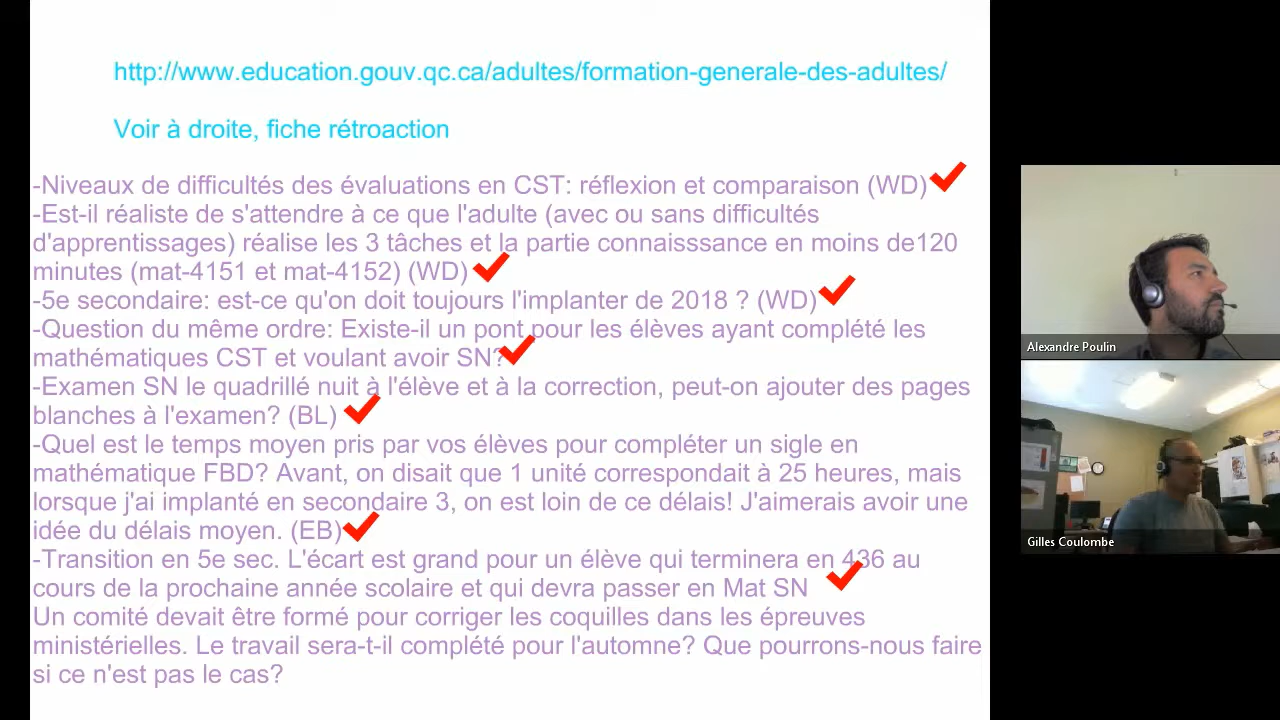 http://www.education.gouv.qc.ca/adultes/formation-generale-des-adultes/
Voir à droite, fiche rétroaction
-Niveaux de difficultés des évaluations en CST: réflexion et comparaison (WD)
-Est-il réaliste de s'attendre à ce que l'adulte (avec ou sans difficultés
d'apprentissages) réalise les 3 tâches et la partie connaisssance en moins de120
minutes (mat-4151 et mat-4152) (WD)
-5e secondaire: est-ce qu'on doit toujours l'implanter de 2018 ? (WD)
-Question du même ordre: Existe-il un pont pour les élèves ayant complété les
mathématiques CST et voulant avoir SN?
-Examen SN le quadrillé nuit à l'élève et à la correction, peut-on ajouter des pages
blanches à l'examen? (BL)
-Quel est le temps moyen pris par vos élèves pour compléter un sigle en
mathématique FBD? Avant, on disait que 1 unité correspondait à 25 heures, mais
lorsque j'ai implanté en secondaire 3, on est loin de ce délais! J'aimerais avoir une
idée du délais moyen. (EB)
-Transition en 5e sec. L'écart est grand pour un élève qui terminera en 436 au
cours de la prochaine année scolaire et qui devra passer en Mat SN
Un comité devait être formé pour corriger les coquilles dans les épreuves
ministérielles. Le travail sera-t-il complété pour l'automne? Que pourrons-nous faire
si ce n'est pas le cas?
Alexandre Poulin
Gilles Coulombe